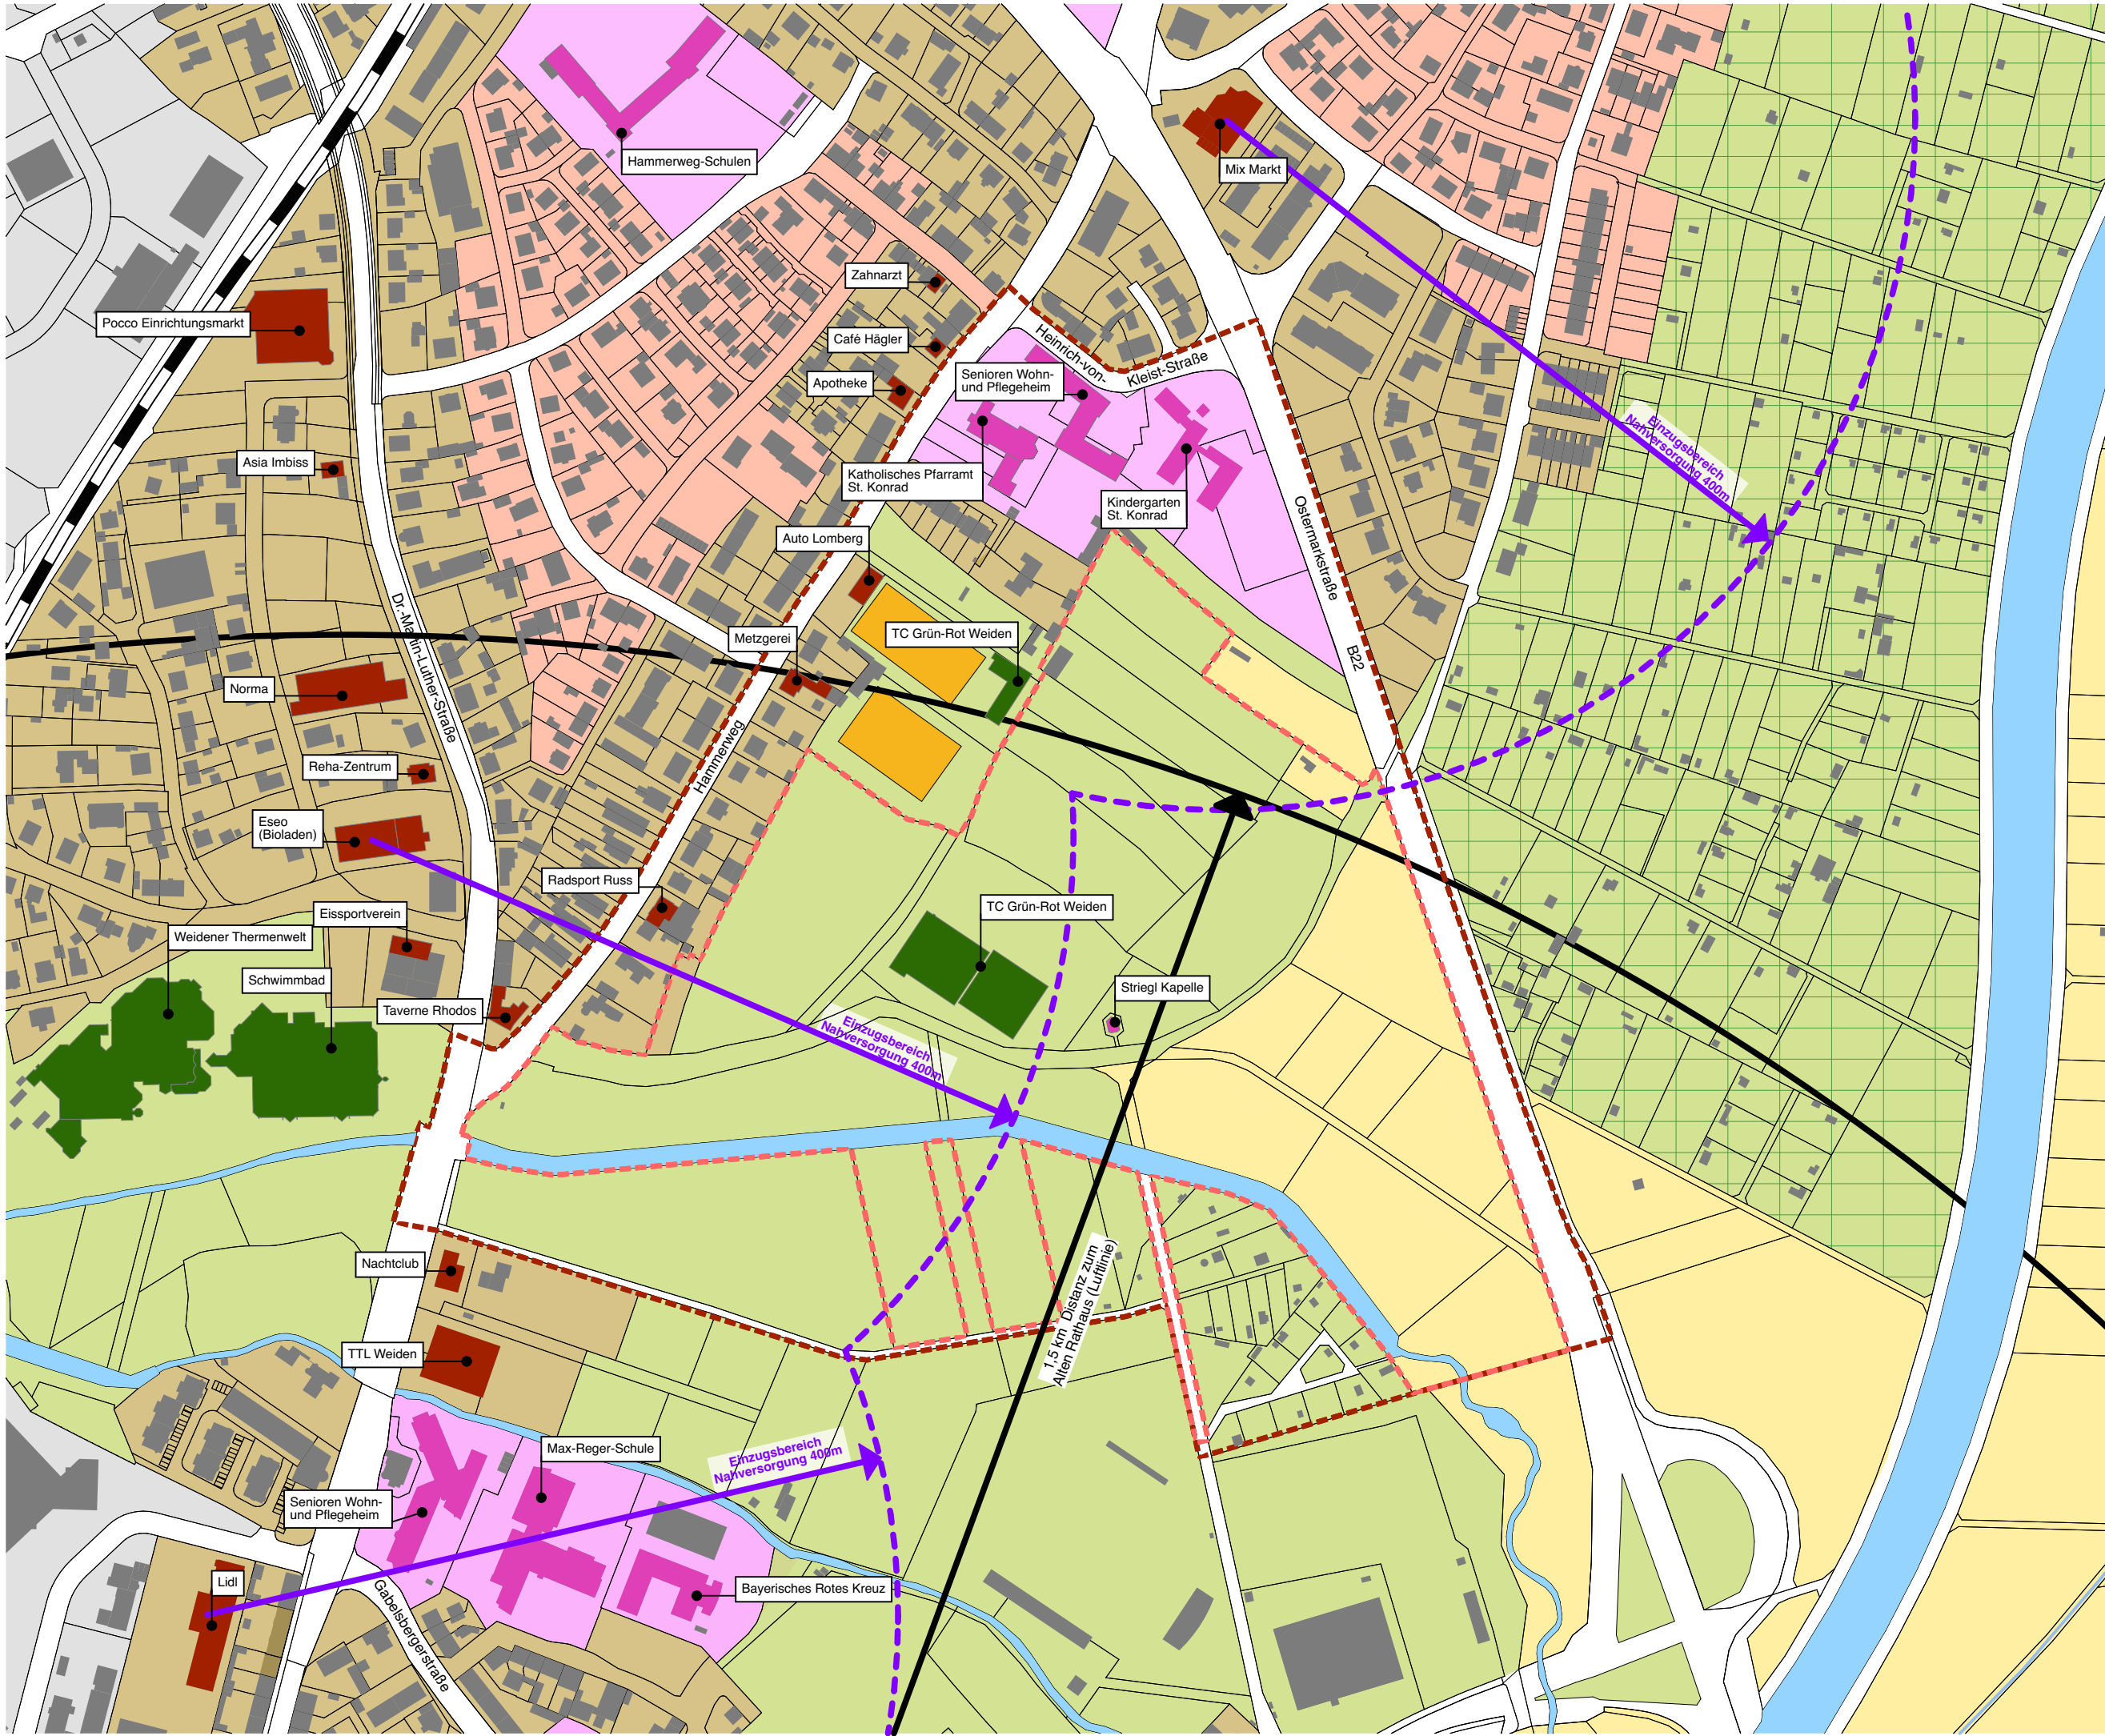 Hammerweg-Schulen
Mix Markt
Zahnarzt
Pocco Einrichtungsmarkt
Café Hägler
Heinrich-von-
Kleist-Straße
Senioren Wohn-
und Pflegeheim
Apotheke
Einzugsbereich
Nahversorgung 400m
Asia Imbiss
Katholisches Pfarramt
St. Konrad
Kindergarten
St. Konrad
Ostermarkstraße
Auto Lomberg
Dr.-Martin-Luther-Straße
Metzgerei
TC Grün-Rot Weiden
B22
Norma
Hammerweg
Reha-Zentrum
Eseo
(Bioladen)
Radsport Russ
Eissportverein
TC Grün-Rot Weiden
Weidener Thermenwelt
Schwimmbad
Striegl Kapelle
Taverne Rhodos
Einzugsbereich
Nahversorgung 400m
Nachtclub
1,5 km  Distanz zum
Alten Rathaus (Luftlinie)
TTL Weiden
Max-Reger-Schule
Einzugsbereich
Nahversorgung 400m
Senioren Wohn-
und Pflegeheim
Lidl
Bayerisches Rotes Kreuz
Gabelsbergerstraße